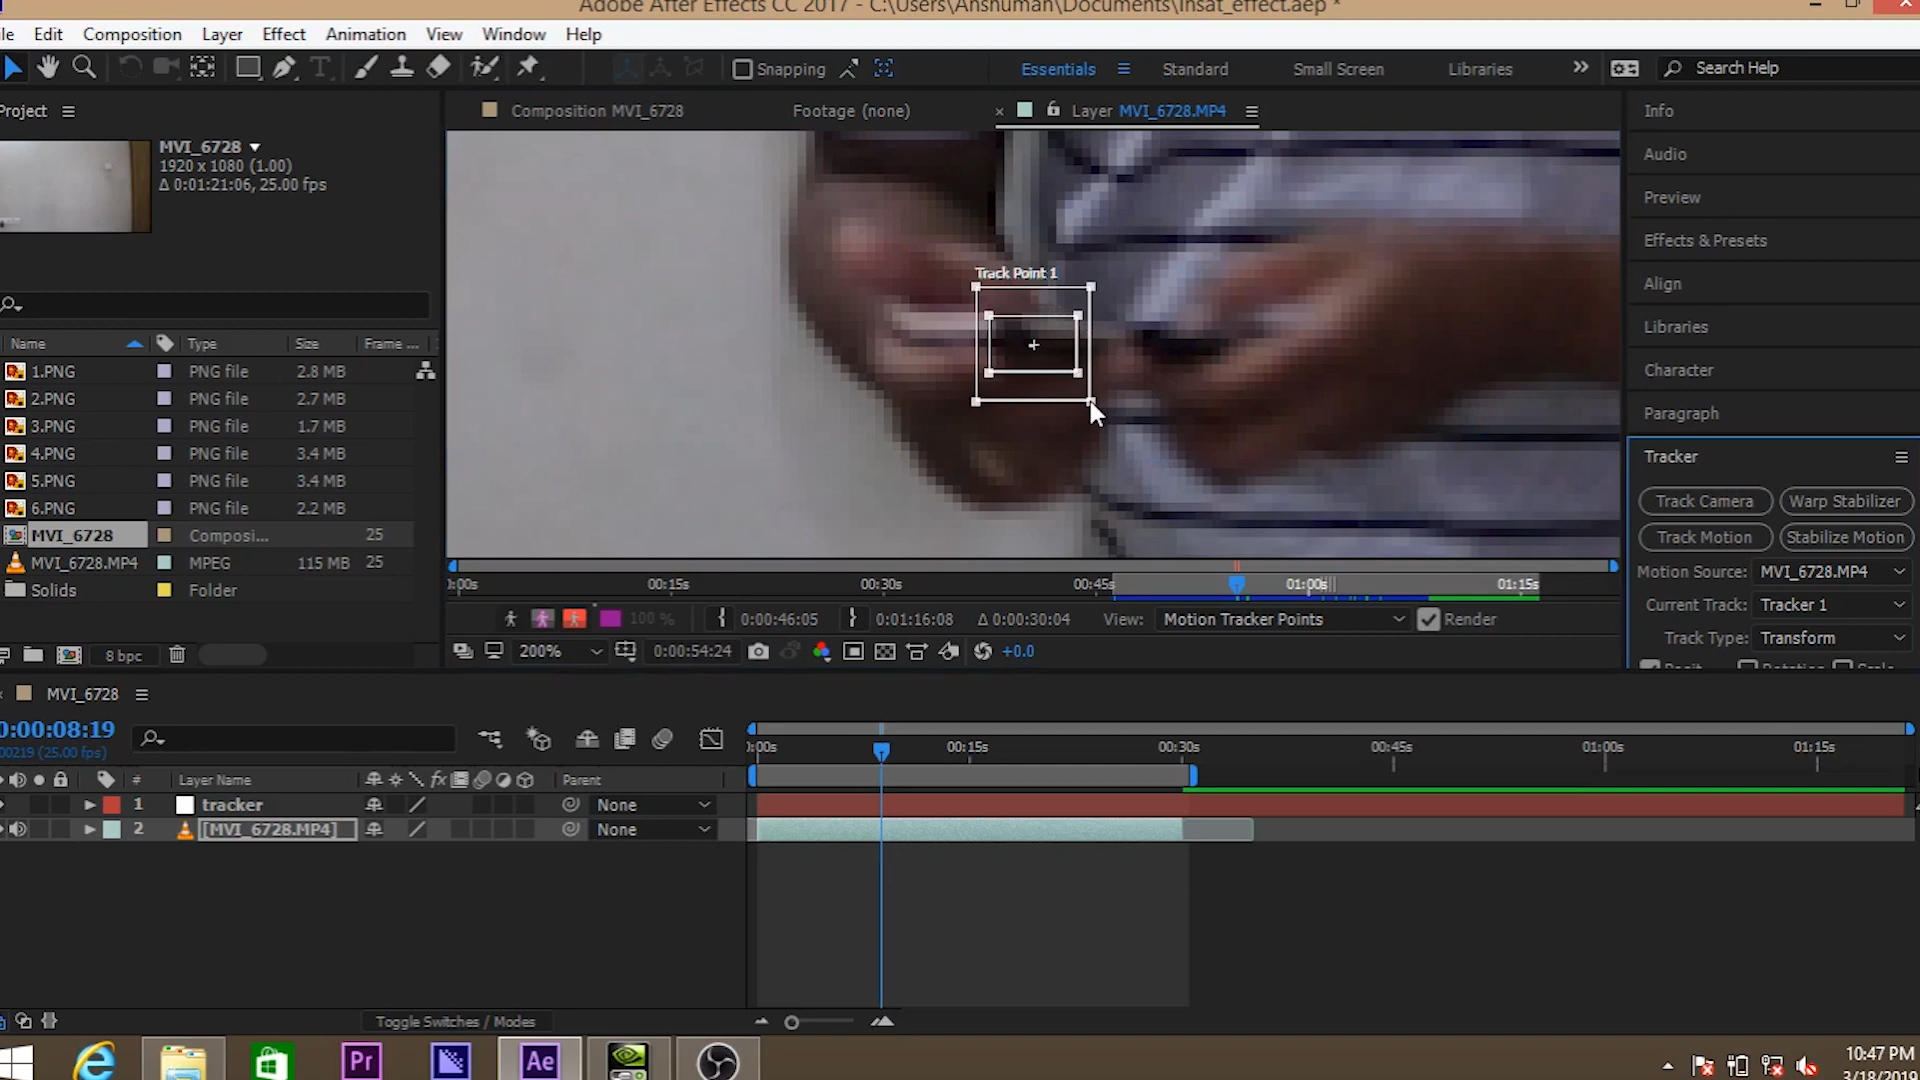 Adobe After Effects CC 2017 - C:\Users\Anshuman\Documents\insat_effect.aep *
le Edit Composition Layer Effect Animation View Window Help
Snapping Essentials Standard Small Screen Libraries Search Help
Project
MVI_6728
1920 x 1080 (1.00)
Δ 0:01:21:06, 25.00 fps
Name Type Size Frame ...
1.PNG PNG file 2.8 MB
2.PNG PNG file 2.7 MB
3.PNG PNG file 1.7 MB
4.PNG PNG file 3.4 MB
5.PNG PNG file 3.4 MB
6.PNG PNG file 2.2 MB
MVI_6728 Composi... 25
MVI_6728.MP4 MPEG 115 MB 25
Solids Folder
8 bpc
Composition MVI_6728 Footage (none) × Layer MVI_6728.MP4
Track Point 1
):00s 00:15s 00:30s 00:45s 01:00s 01:15s
100 % 0:00:46:05 0:01:16:08 Δ 0:00:30:04 View: Motion Tracker Points Render
200% 0:00:54:24 +0.0
Info
Audio
Preview
Effects & Presets
Align
Libraries
Character
Paragraph
Tracker
Track Camera Warp Stabilizer
Track Motion Stabilize Motion
Motion Source: MVI_6728.MP4
Current Track: Tracker 1
Track Type: Transform
MVI_6728
0:00:08:19
00219 (25.00 fps)
):00s 00:15s 00:30s 00:45s 01:00s 01:15s
# Layer Name fx Parent
1 tracker None
2 [MVI_6728.MP4] None
Toggle Switches / Modes
Pr Ae
10:47 PM
3/18/2019